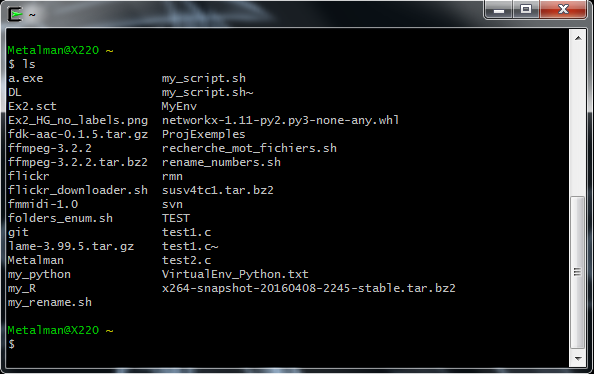 ~
Metalman@X220 ~
$ ls
a.exe my_script.sh
DL my_script.sh~
Ex2.sct MyEnv
Ex2_HG_no_labels.png networkx-1.11-py2.py3-none-any.whl
fdk-aac-0.1.5.tar.gz ProjExemples
ffmpeg-3.2.2 recherche_mot_fichiers.sh
ffmpeg-3.2.2.tar.bz2 rename_numbers.sh
flickr rmn
flickr_downloader.sh susv4tc1.tar.bz2
fmmidi-1.0 svn
folders_enum.sh TEST
git test1.c
lame-3.99.5.tar.gz test1.c~
Metalman test2.c
my_python VirtualEnv_Python.txt
my_R x264-snapshot-20160408-2245-stable.tar.bz2
my_rename.sh
Metalman@X220 ~
$